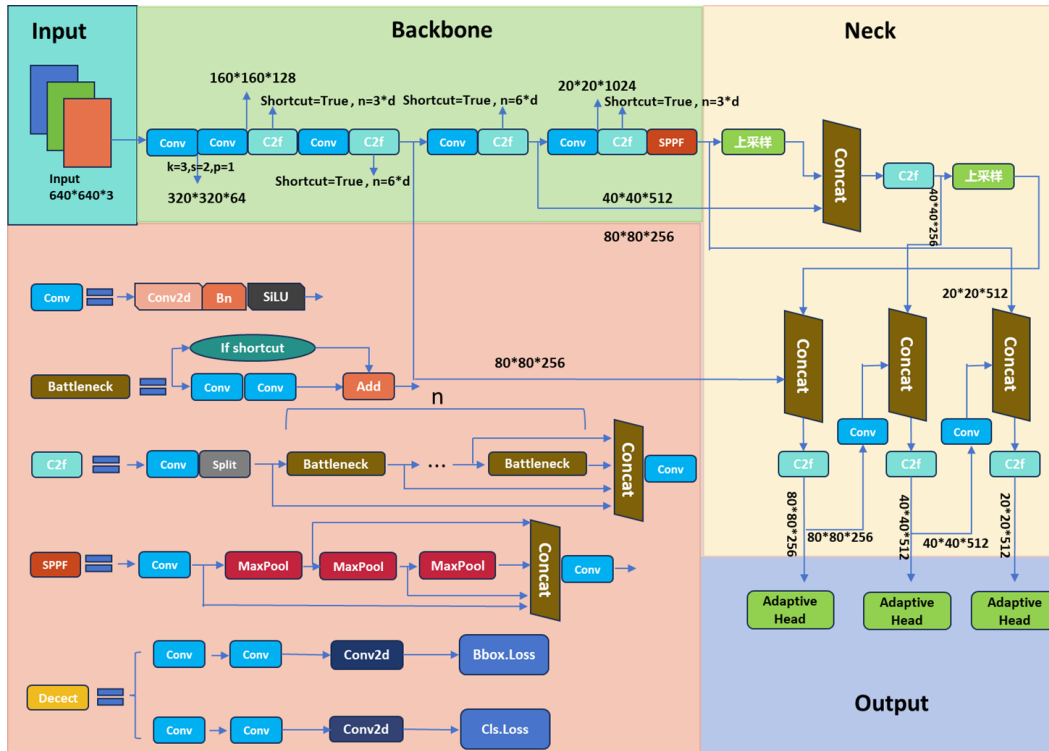 Input
Backbone
Neck
160*160*128
Shortcut=True, n=3*d
Shortcut=True, n=6*d
20*20*1024
Shortcut=True, n=3*d
Conv
Conv
C2f
Conv
C2f
Conv
C2f
Conv
C2f
SPPF
上采样
Concat
C2f
上采样
k=3,s=2,p=1
Shortcut=True, n=6*d
320*320*64
Input
640*640*3
40*40*512
40*40*256
80*80*256
20*20*512
Conv
Conv2d
Bn
SiLU
Concat
Concat
Concat
If shortcut
80*80*256
Battleneck
Conv
Conv
Add
n
Conv
Conv
C2f
Conv
Split
Battleneck
...
Battleneck
Concat
Conv
C2f
C2f
C2f
80*80*256
80*80*256
40*40*512
40*40*512
20*20*512
SPPF
Conv
MaxPool
MaxPool
MaxPool
Concat
Conv
Adaptive
Head
Adaptive
Head
Adaptive
Head
Decect
Conv
Conv
Conv2d
Bbox.Loss
Conv
Conv
Conv2d
Cls.Loss
Output